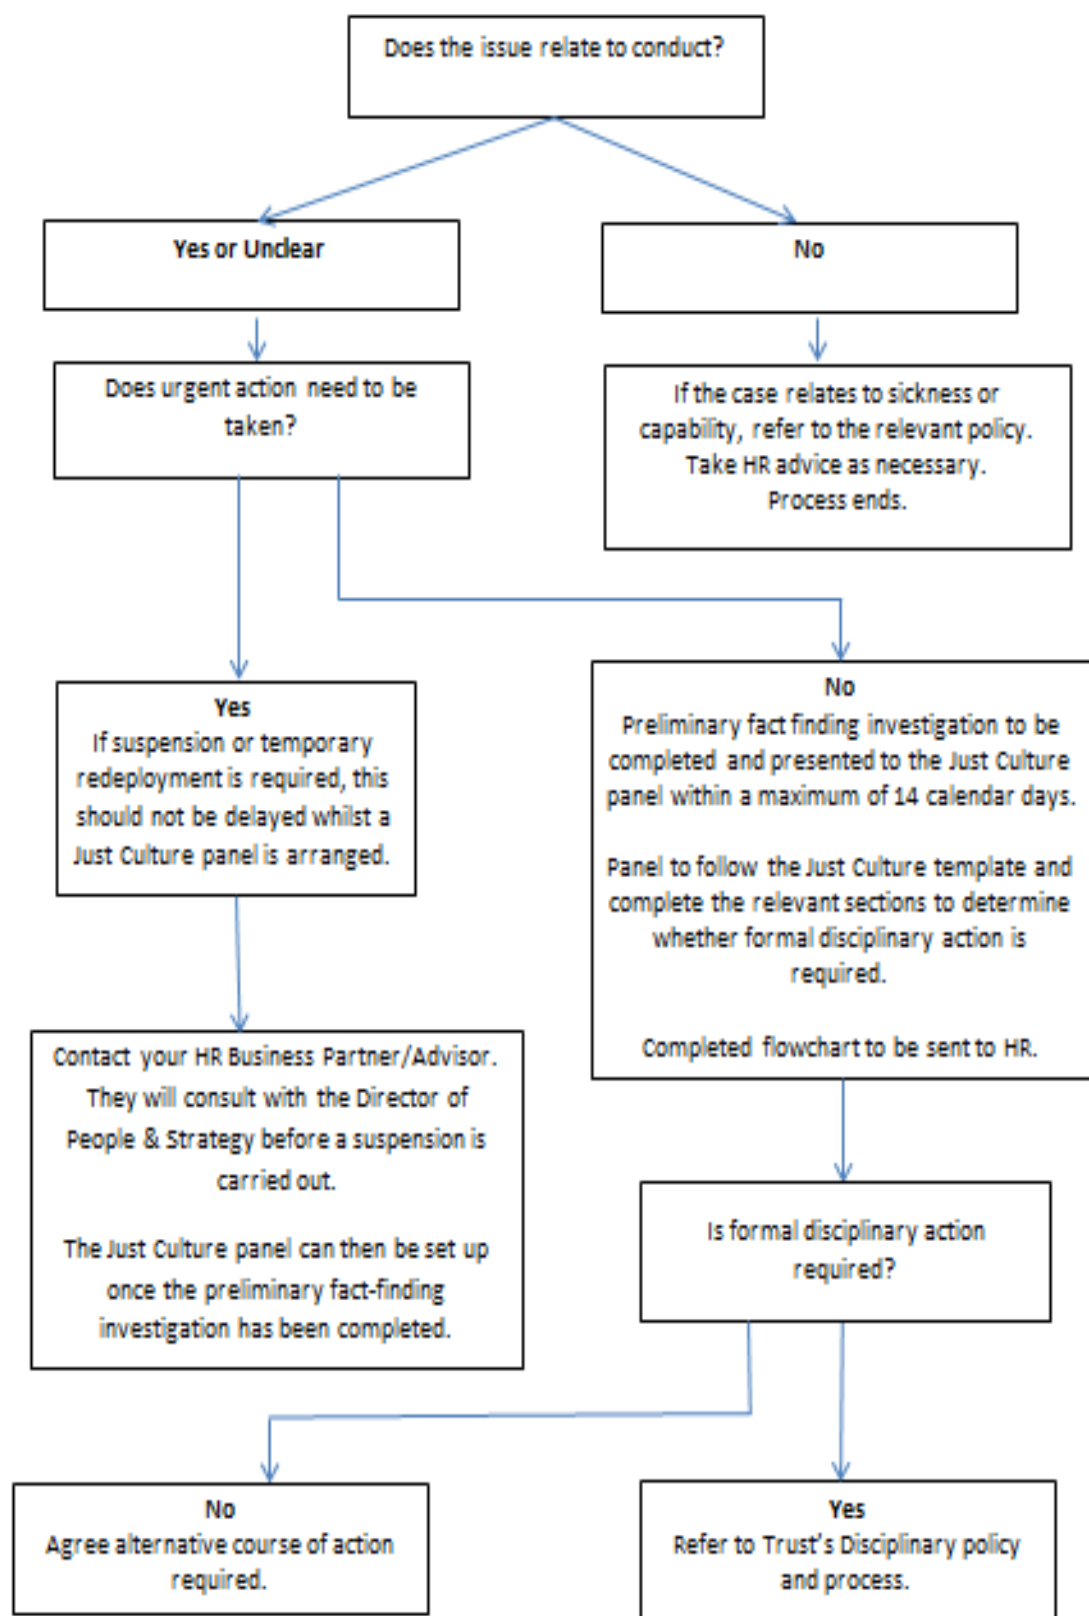 Does the issue relate to conduct?
Yes or Unclear
No
Does urgent action need to be
taken?
If the case relates to sickness or
capability, refer to the relevant policy.
Take HR advice as necessary.
Process ends.
Yes
If suspension or temporary
redeployment is required, this
should not be delayed whilst a
Just Culture panel is arranged.
No
Preliminary fact finding investigation to be
completed and presented to the Just Culture
panel within a maximum of 14 calendar days.
Panel to follow the Just Culture template and
complete the relevant sections to determine
whether formal disciplinary action is
required.
Completed flowchart to be sent to HR.
Contact your HR Business Partner/Advisor.
They will consult with the Director of
People & Strategy before a suspension is
carried out.
The Just Culture panel can then be set up
once the preliminary fact-finding
investigation has been completed.
Is formal disciplinary action
required?
No
Agree alternative course of action
required.
Yes
Refer to Trust's Disciplinary policy
and process.